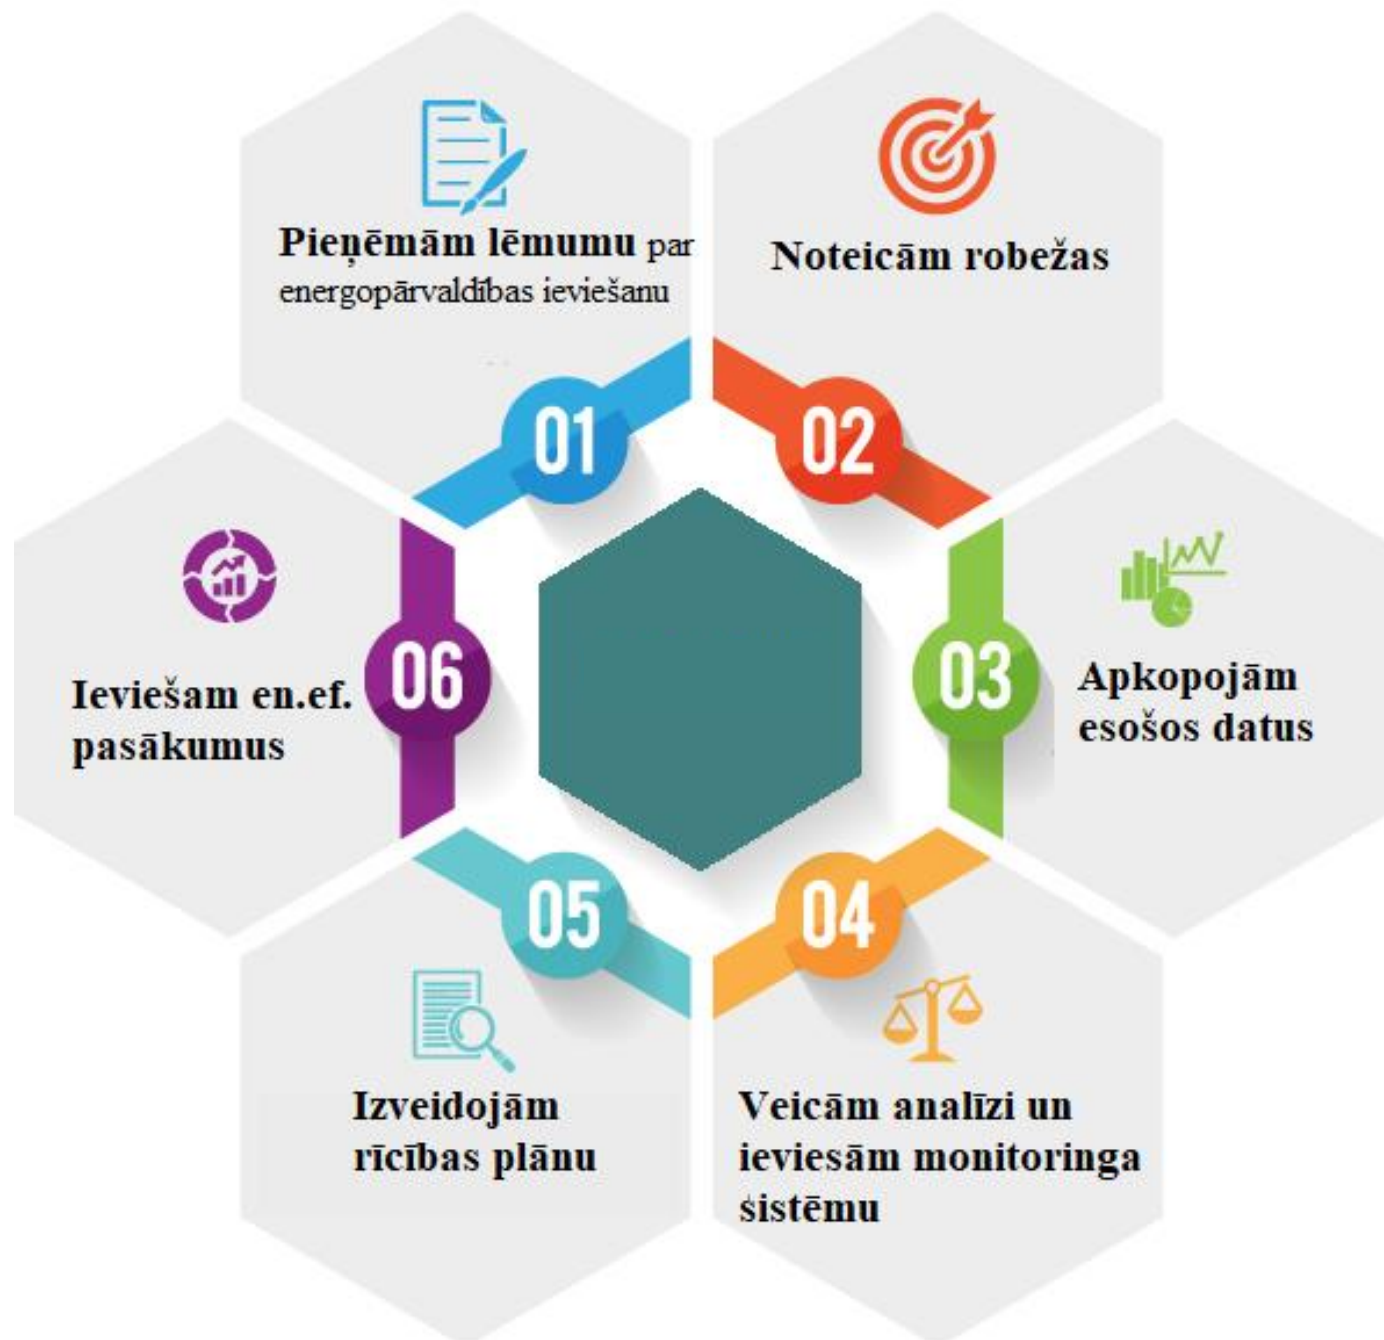 Pieņēmām lēmumu par
energopārvaldības ieviešanu
01
Noteicām robežas
02
03
Apkopojām
esošos datus
04
Veicām analīzi un
ieviesām monitoringa
sistēmu
05
Izveidojām
rīcības plānu
06
Ieviešam en.ef.
pasākumus